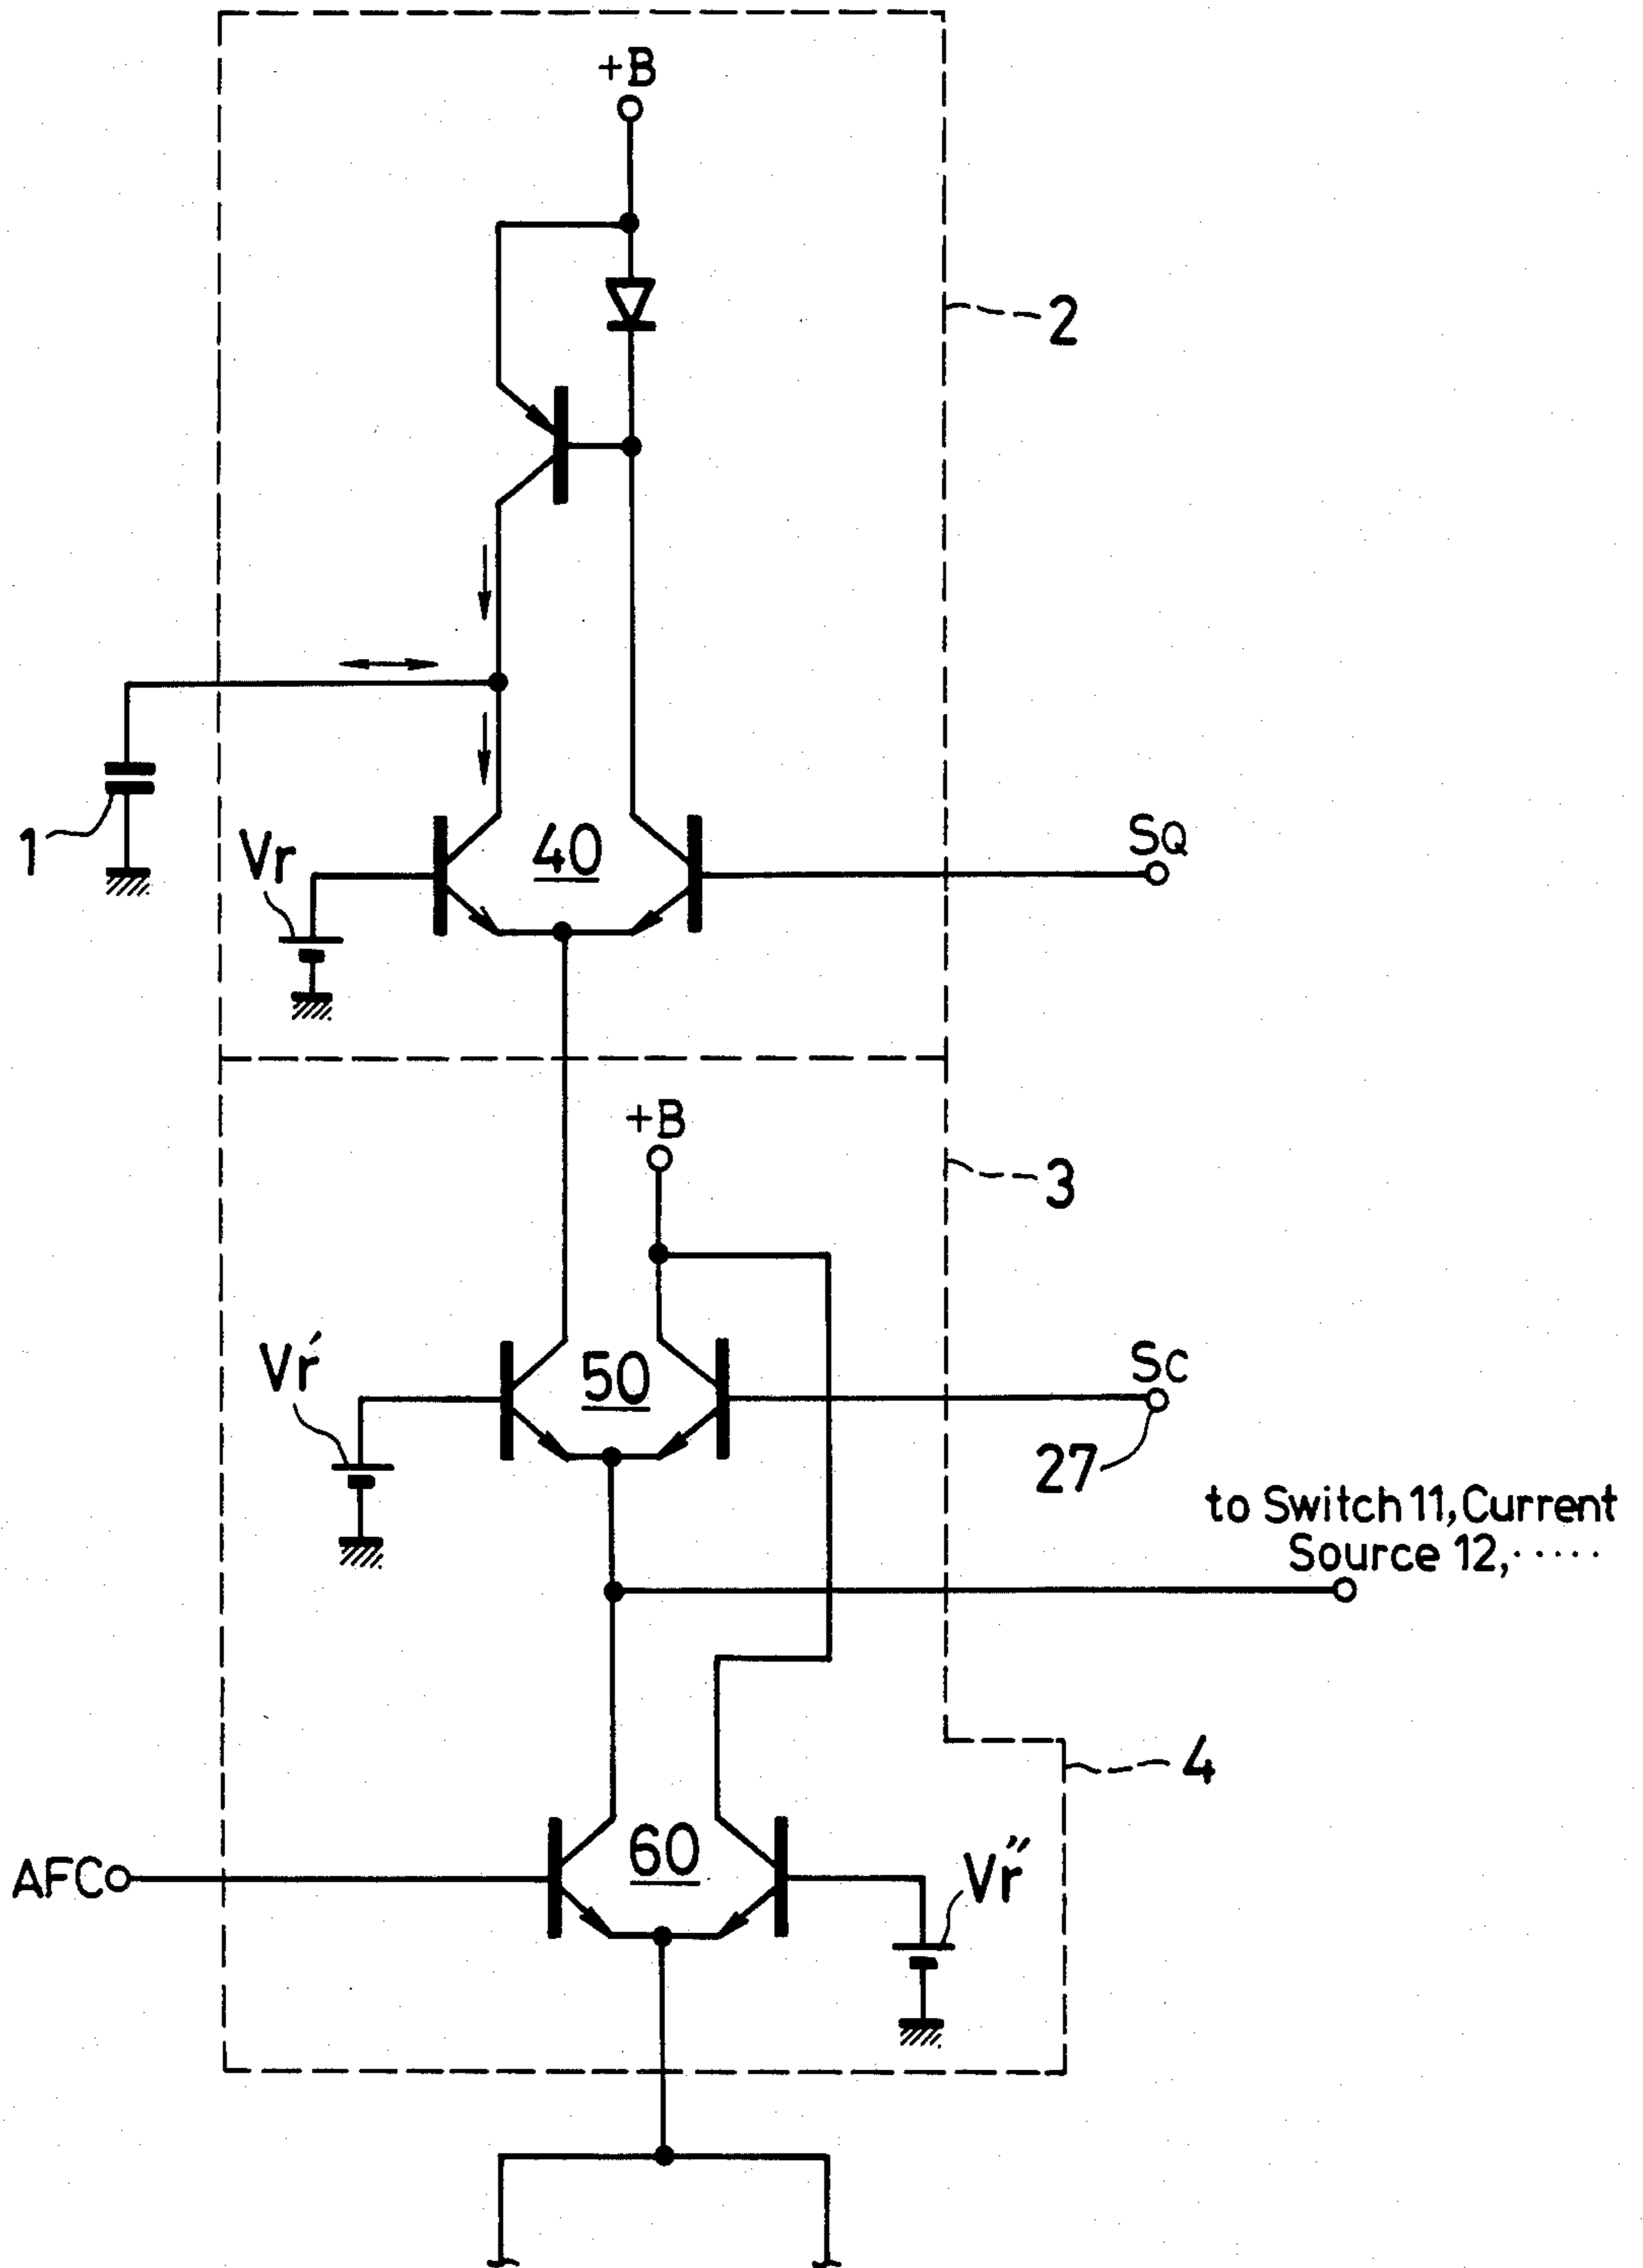 +B
2
1
Vr
40
SQ
+B
3
Vr′
50
SC
27
to Switch 11, Current
Source 12, ·····
4
AFC
60
Vr″